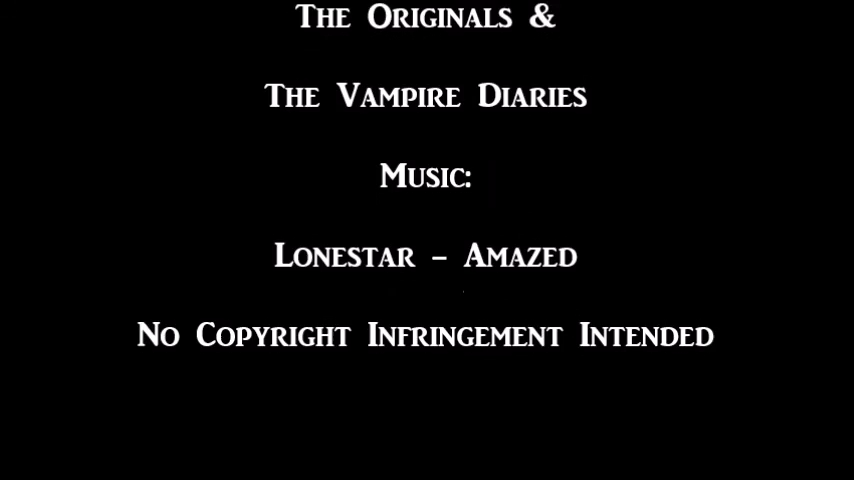 The Originals &
The Vampire Diaries
Music:
Lonestar – Amazed
No Copyright Infringement Intended